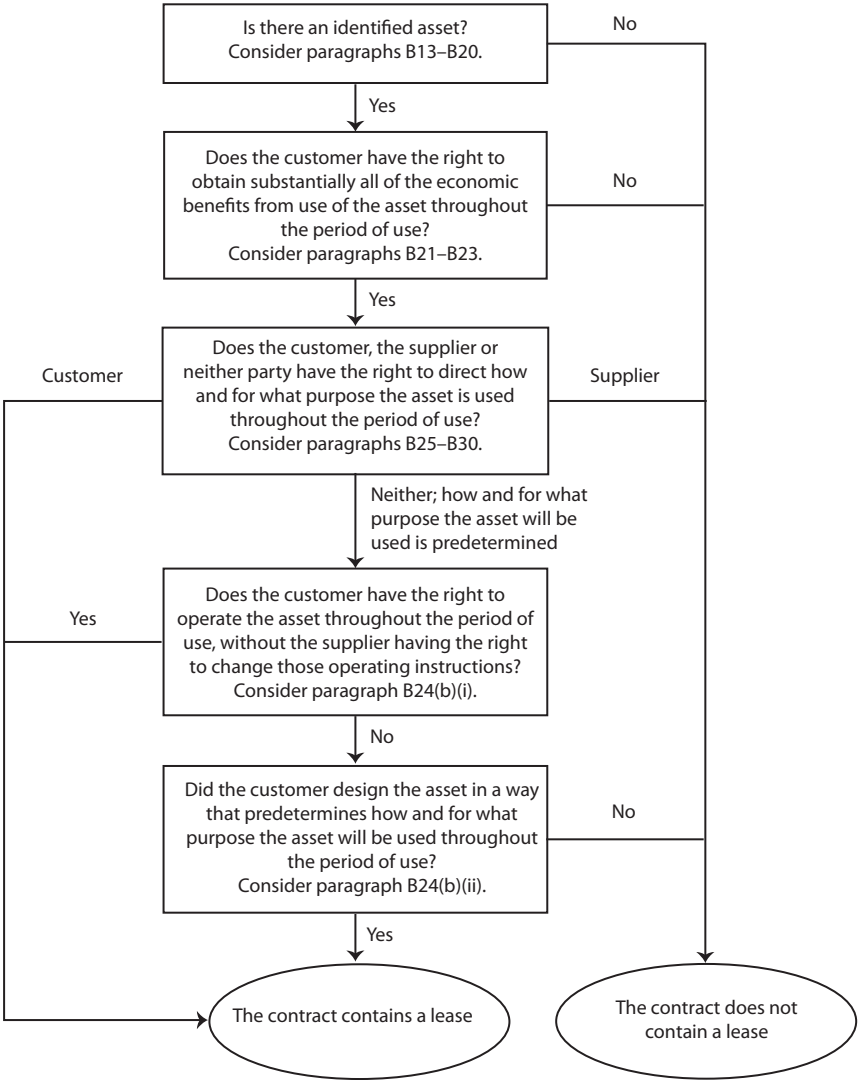 Is there an identified asset?
Consider paragraphs B13–B20.
No
Yes
Does the customer have the right to
obtain substantially all of the economic
benefits from use of the asset throughout
the period of use?
Consider paragraphs B21–B23.
No
Yes
Does the customer, the supplier or
neither party have the right to direct how
and for what purpose the asset is used
throughout the period of use?
Consider paragraphs B25–B30.
Customer
Supplier
Neither; how and for what
purpose the asset will be
used is predetermined
Does the customer have the right to
operate the asset throughout the period of
use, without the supplier having the right
to change those operating instructions?
Consider paragraph B24(b)(i).
Yes
No
Did the customer design the asset in a way
that predetermines how and for what
purpose the asset will be used throughout
the period of use?
Consider paragraph B24(b)(ii).
No
Yes
The contract contains a lease
The contract does not
contain a lease